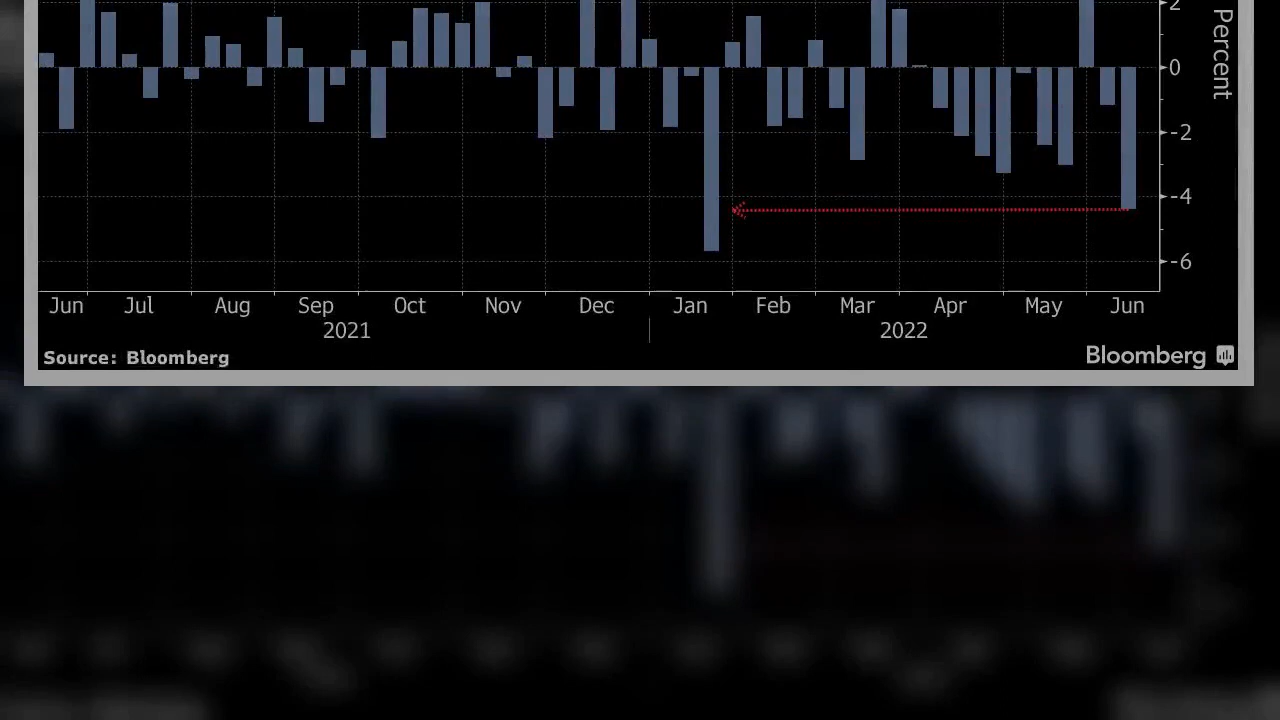 2
0
-2
-4
-6
Percent
Jun Jul Aug Sep Oct Nov Dec Jan Feb Mar Apr May Jun
2021 2022
Source: Bloomberg
Bloomberg